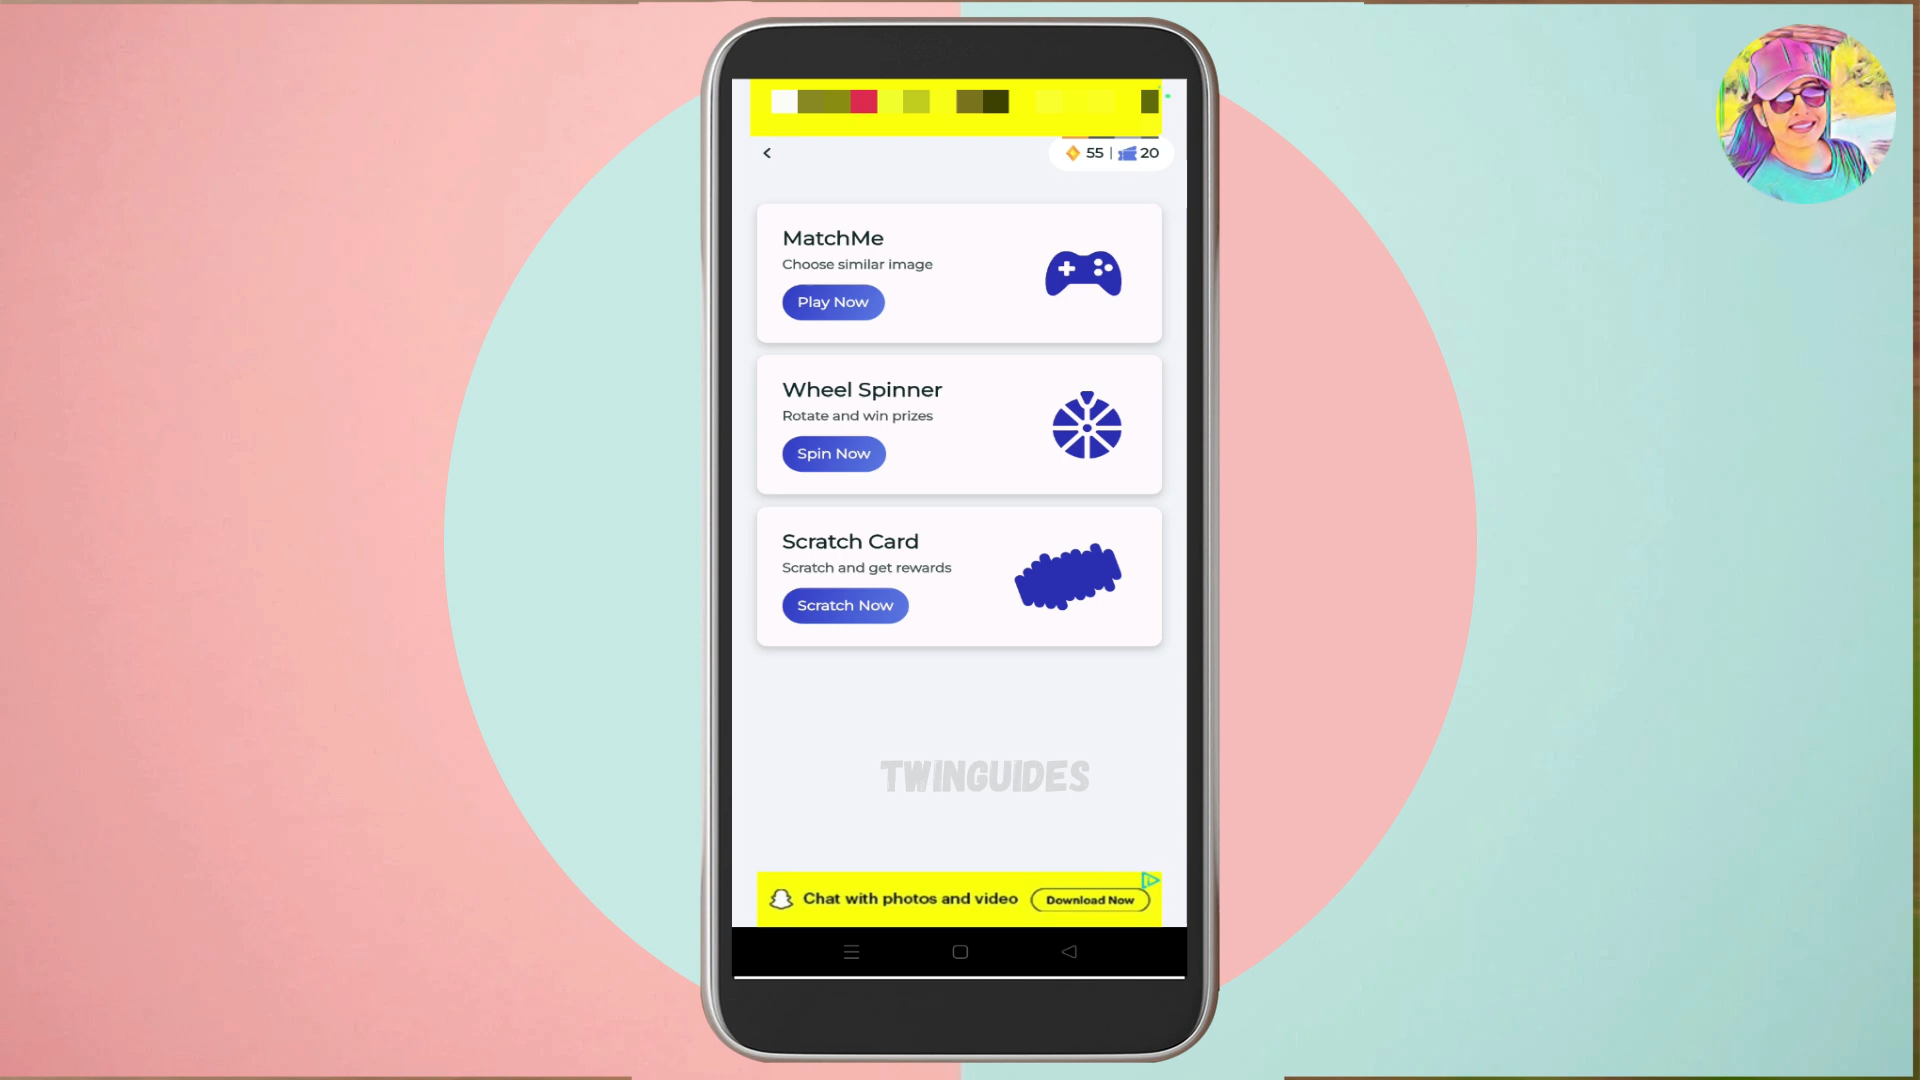 55 | 20
MatchMe
Choose similar image
Play Now
Wheel Spinner
Rotate and win prizes
Spin Now
Scratch Card
Scratch and get rewards
Scratch Now
TWINGUIDES
Chat with photos and video Download Now